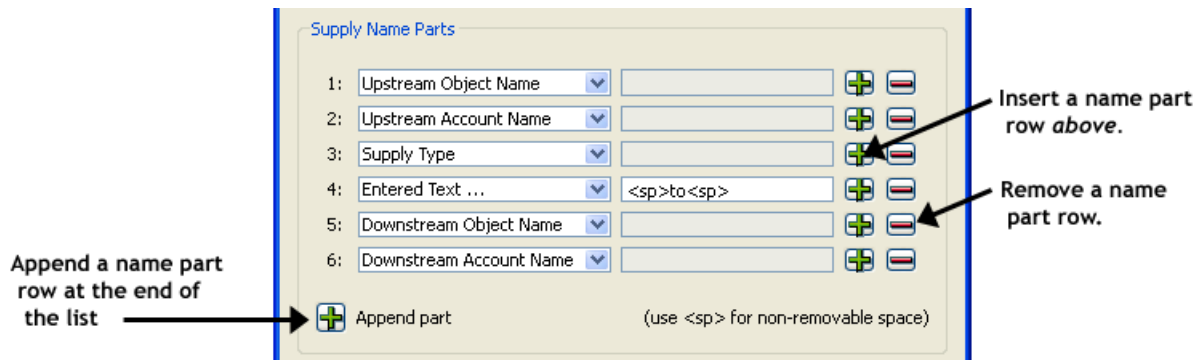 Supply Name Parts
1: Upstream Object Name
2: Upstream Account Name
3: Supply Type
4: Entered Text ... <sp>to<sp>
5: Downstream Object Name
6: Downstream Account Name
Append part (use <sp> for non-removable space)
Insert a name part
row above.
Remove a name
part row.
Append a name part
row at the end of
the list